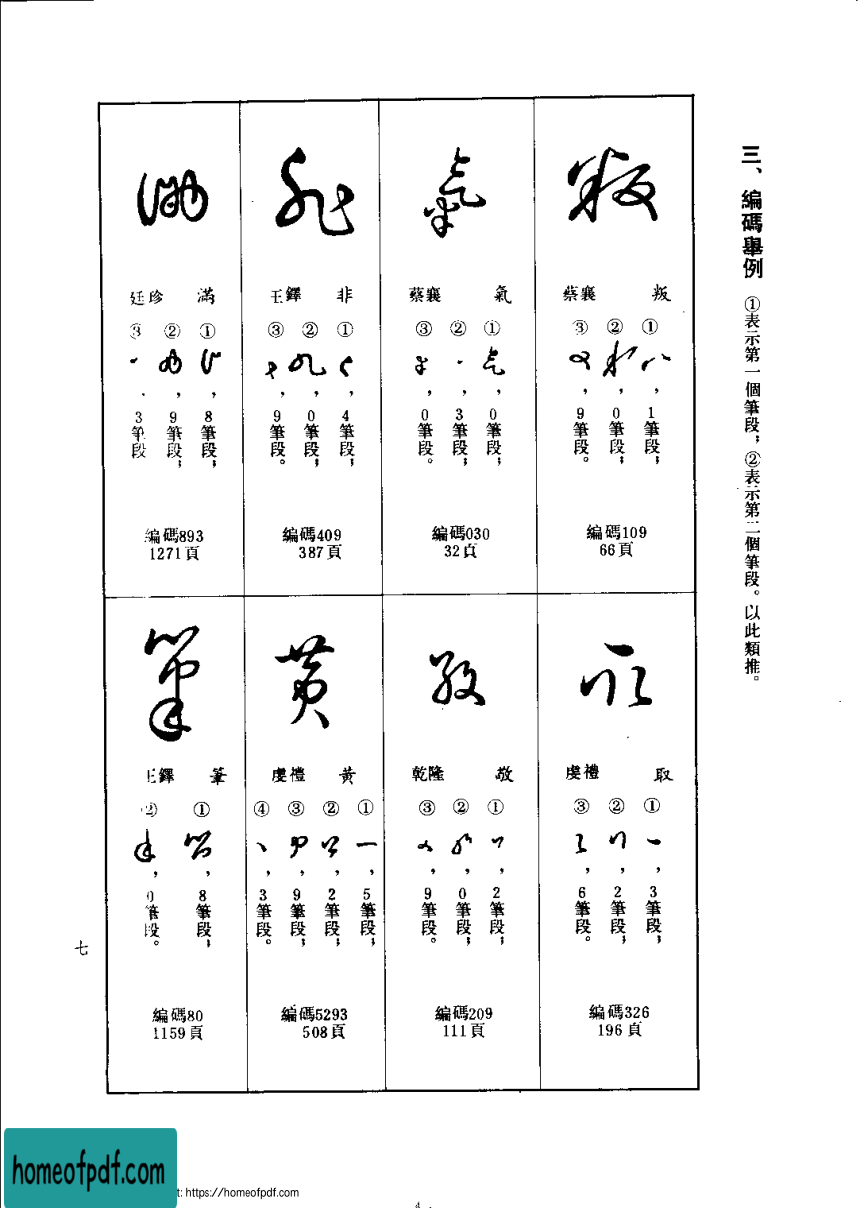 三、編碼舉例 ①表示第一個筆段，②表示第二個筆段。以此類推。
叛 蔡襄
① ，1筆段，
② ，0筆段，
③ ，9筆段。
編碼109
66頁
氣 蔡襄
① ，0筆段，
② ，3筆段，
③ ，0筆段。
編碼030
32頁
非 王鐸
① ，4筆段，
② ，0筆段，
③ ，9筆段。
編碼409
387頁
滿 廷珍
① ，8筆段，
② ，9筆段，
③ ，3筆段
編碼893
1271頁
取 虞禮
① ，3筆段，
② ，2筆段，
③ ，6筆段。
編碼326
196頁
敬 乾隆
① ，2筆段，
② ，0筆段，
③ ，9筆段。
編碼209
111頁
黃 虞禮
① ，5筆段，
② ，2筆段，
③ ，9筆段，
④ ，3筆段。
編碼5293
508頁
筆 王鐸
① ，8筆段，
② ，0筆段。
編碼80
1159頁
七
homeofpdf.com
t: https://homeofpdf.com
4